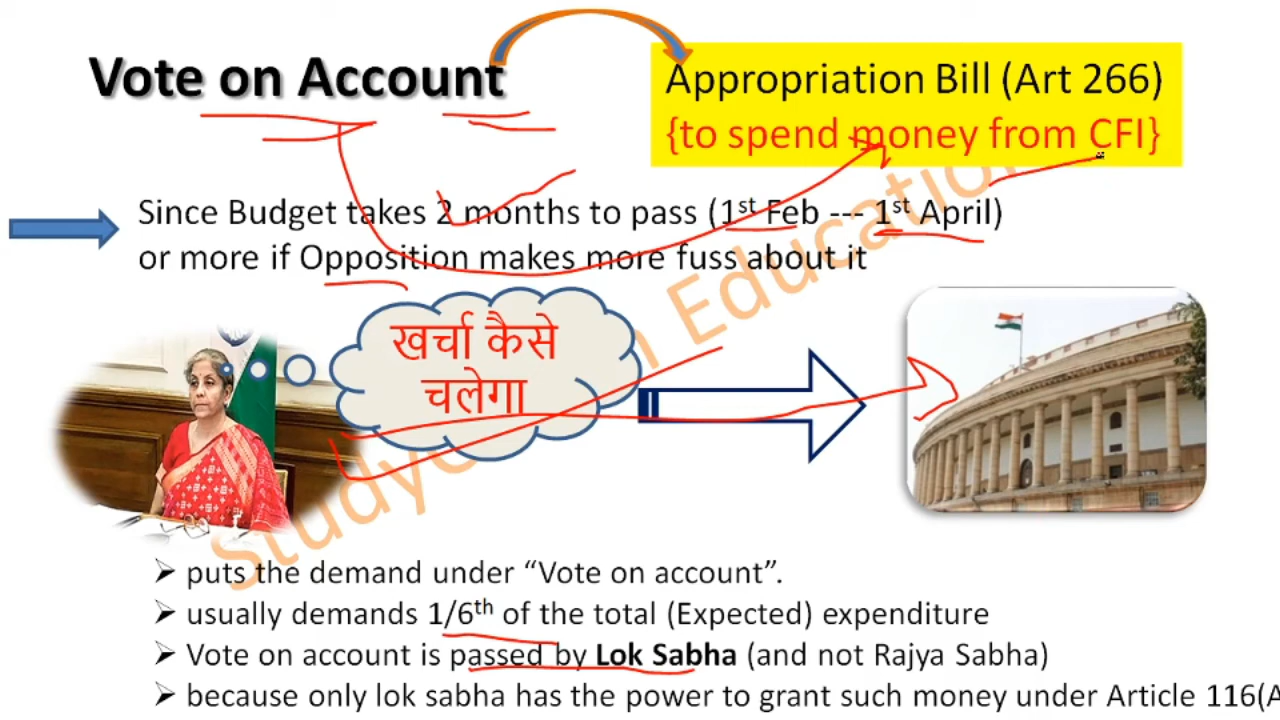 Vote on Account
Appropriation Bill (Art 266)
{to spend money from CFI}
Since Budget takes 2 months to pass (1st Feb --- 1st April)
or more if Opposition makes more fuss about it
खर्चा कैसे
चलेगा
➢ puts the demand under “Vote on account”.
➢ usually demands 1/6th of the total (Expected) expenditure
➢ Vote on account is passed by Lok Sabha (and not Rajya Sabha)
➢ because only lok sabha has the power to grant such money under Article 116(A
Education